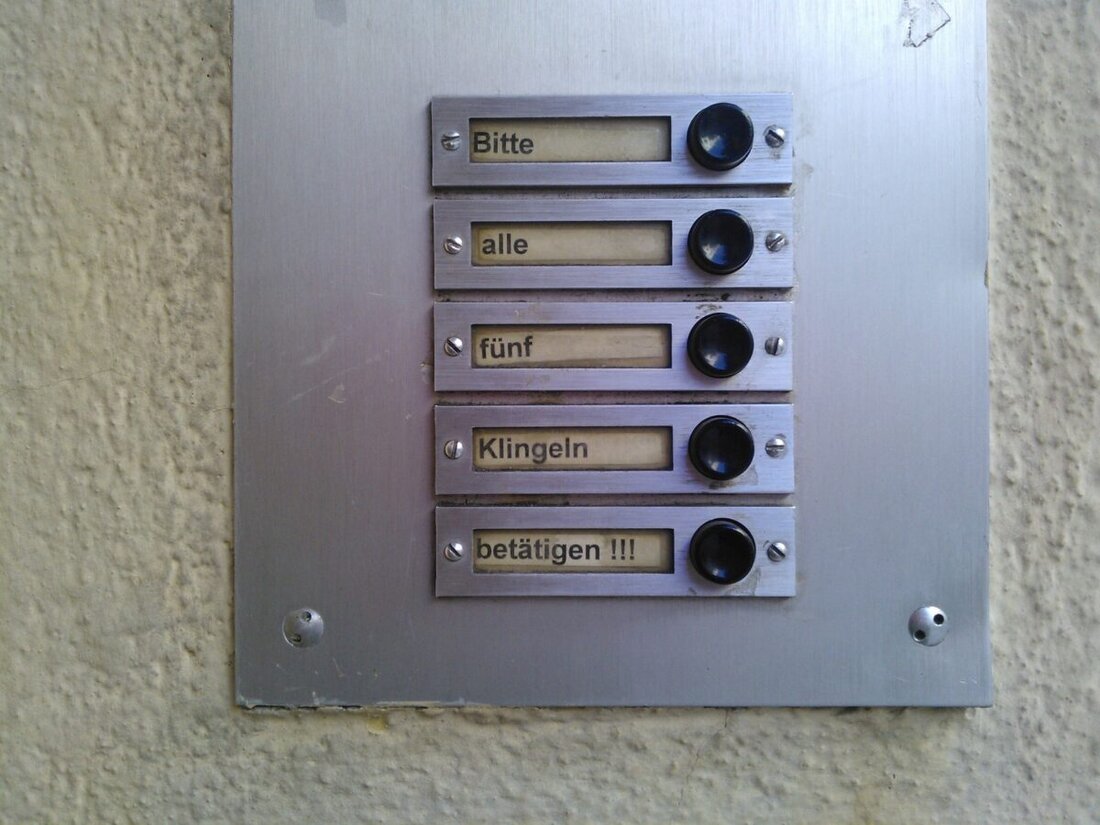 Bitte
alle
fünf
Klingeln
betätigen !!!